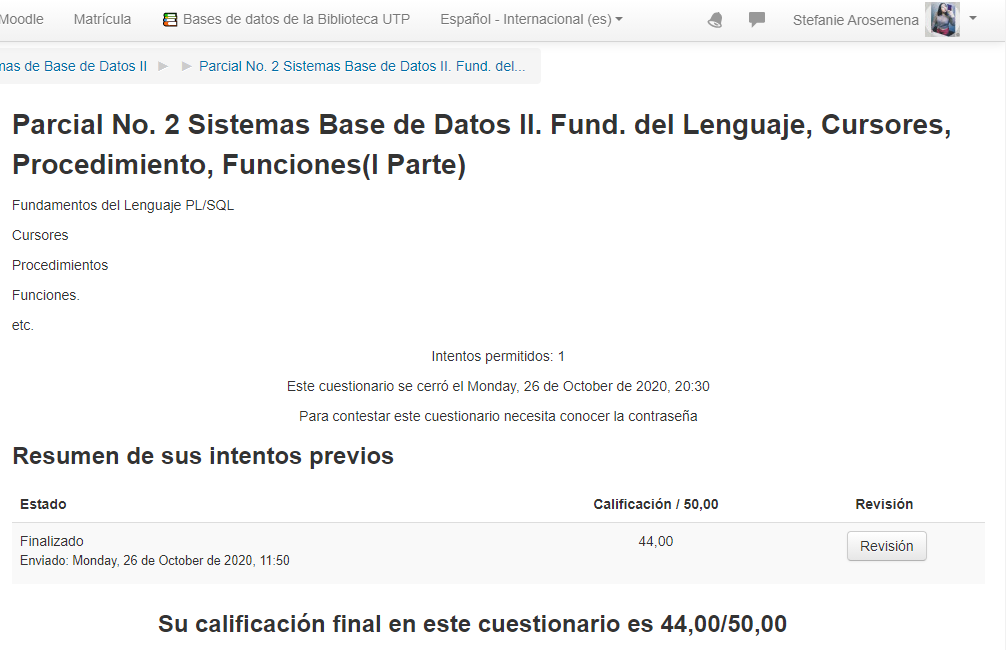 Moodle Matrícula Bases de datos de la Biblioteca UTP Español - Internacional (es) Stefanie Arosemena
mas de Base de Datos II Parcial No. 2 Sistemas Base de Datos II. Fund. del...
Parcial No. 2 Sistemas Base de Datos II. Fund. del Lenguaje, Cursores,
Procedimiento, Funciones(I Parte)
Fundamentos del Lenguaje PL/SQL
Cursores
Procedimientos
Funciones.
etc.
Intentos permitidos: 1
Este cuestionario se cerró el Monday, 26 de October de 2020, 20:30
Para contestar este cuestionario necesita conocer la contraseña
Resumen de sus intentos previos
Estado Calificación / 50,00 Revisión
Finalizado 44,00 Revisión
Enviado: Monday, 26 de October de 2020, 11:50
Su calificación final en este cuestionario es 44,00/50,00